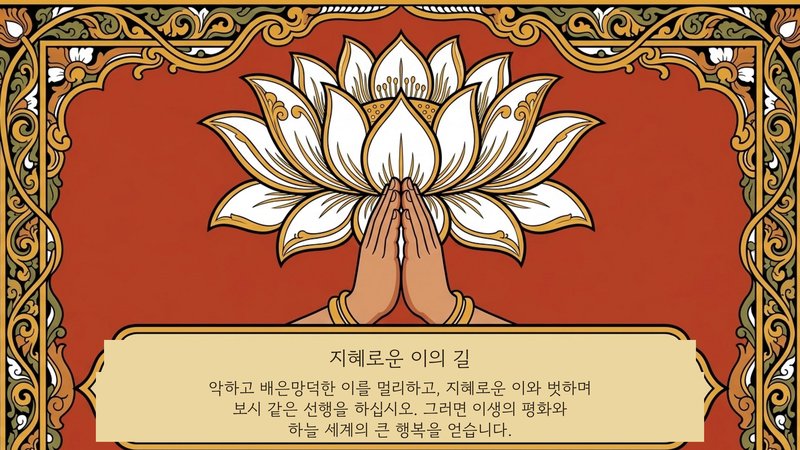 지혜로운 이의 길
악하고 배은망덕한 이를 멀리하고, 지혜로운 이와 벗하며
보시 같은 선행을 하십시오. 그러면 이생의 평화와
하늘 세계의 큰 행복을 얻습니다.